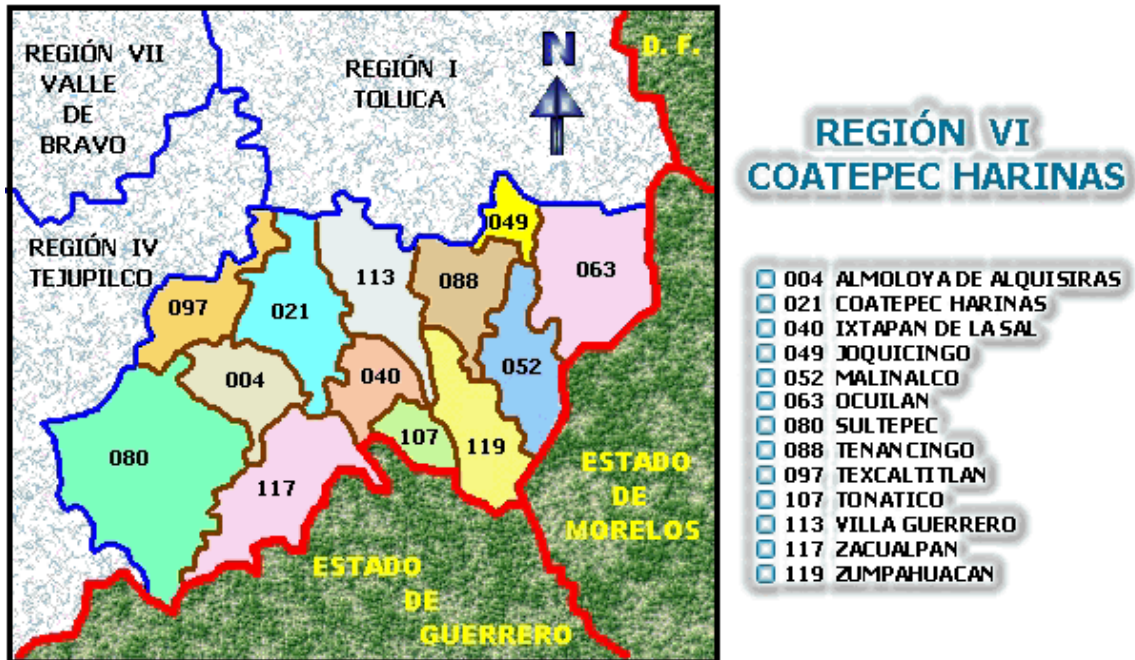 REGIÓN VII
VALLE
DE
BRAVO
REGIÓN I
TOLUCA
N
D. F.
REGIÓN IV
TEJUPILCO
049
063
113
088
097
021
052
004
040
107
080
119
117
ESTADO
DE
MORELOS
ESTADO
DE
GUERRERO
REGIÓN VI
COATEPEC HARINAS
004 ALMOLOYA DE ALQUISIRAS
021 COATEPEC HARINAS
040 IXTAPAN DE LA SAL
049 JOQUICINGO
052 MALINALCO
063 OCUILAN
080 SULTEPEC
088 TENANCINGO
097 TEXCALTITLAN
107 TONATICO
113 VILLA GUERRERO
117 ZACUALPAN
119 ZUMPAHUACAN